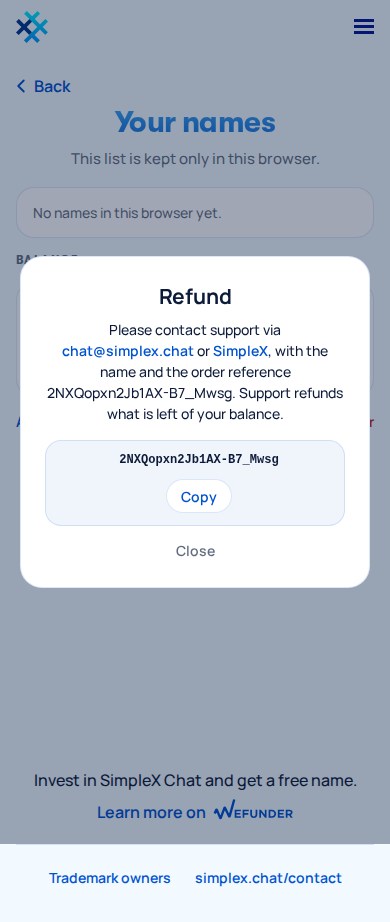 Back
Your names
This list is kept only in this browser.
No names in this browser yet.
Refund
Please contact support via
chat@simplex.chat or SimpleX, with the
name and the order reference
2NXQopxn2Jb1AX-B7_Mwsg. Support refunds
what is left of your balance.
2NXQopxn2Jb1AX-B7_Mwsg
Copy
Close
Invest in SimpleX Chat and get a free name.
Learn more on WEFUNDER
Trademark owners simplex.chat/contact